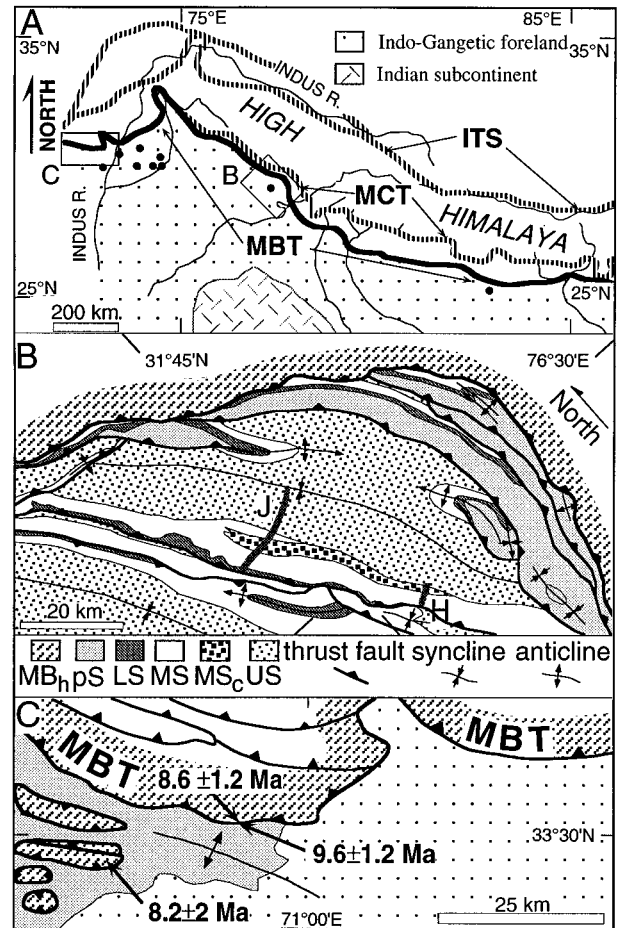 A
75°E
85°E
35°N
35°N
Indo-Gangetic foreland
Indian subcontinent
NORTH
INDUS R.
HIGH
ITS
C
B
MCT
HIMALAYA
INDUS R.
MBT
25°N
25°N
200 km
B
31°45'N
76°30'E
North
J
H
20 km
thrust fault syncline anticline
MBh pS LS MS MSc US
C
MBT
MBT
8.6 ±1.2 Ma
33°30'N
9.6±1.2 Ma
8.2±2 Ma
71°00'E
25 km